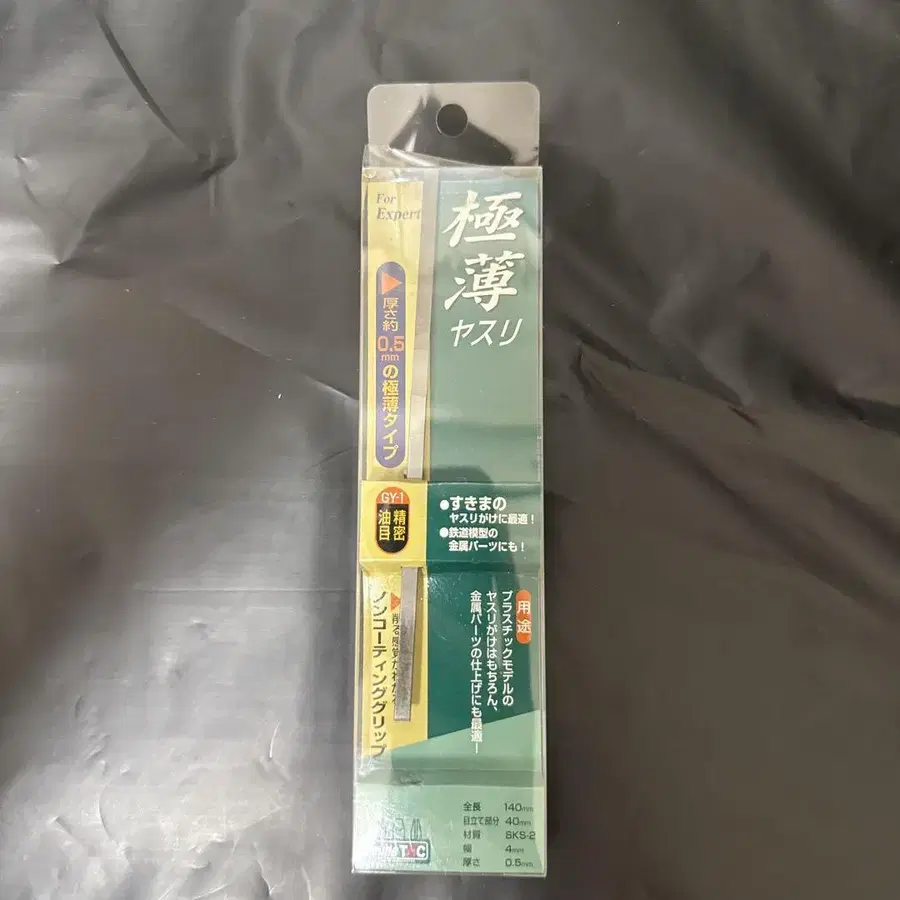 For
Expert
極薄
ヤスリ
厚さ約
0.5
mm
の極薄タイプ
GY-1
精密
油目
●すきまの
ヤスリがけに最適！
●鉄道模型の
金属パーツにも！
用途
プラスチックモデルの
ヤスリがけはもちろん、
金属パーツの仕上げにも最適！
ノンコーティンググリップ
全長 140mm
目立て部分 40mm
材質 SKS-2
幅 4mm
厚さ 0.5mm